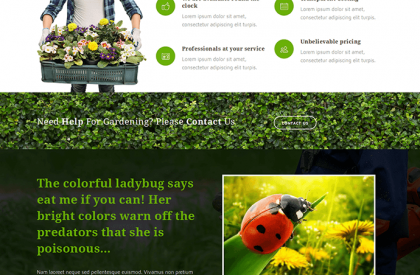 clock
Lorem ipsum dolor sit amet,
consectetur adipiscing elit turpis.
Lorem ipsum dolor sit amet,
consectetur adipiscing elit turpis.
Professionals at your service
Lorem ipsum dolor sit amet,
consectetur adipiscing elit turpis.
Unbelievable pricing
Lorem ipsum dolor sit amet,
consectetur adipiscing elit turpis.
Need Help For Gardening? Please Contact Us.
CONTACT US
The colorful ladybug says
eat me if you can! Her
bright colors warn off the
predators that she is
poisonous...
Nam laoreet neque sed pellentesque euismod. Vivamus non pretium